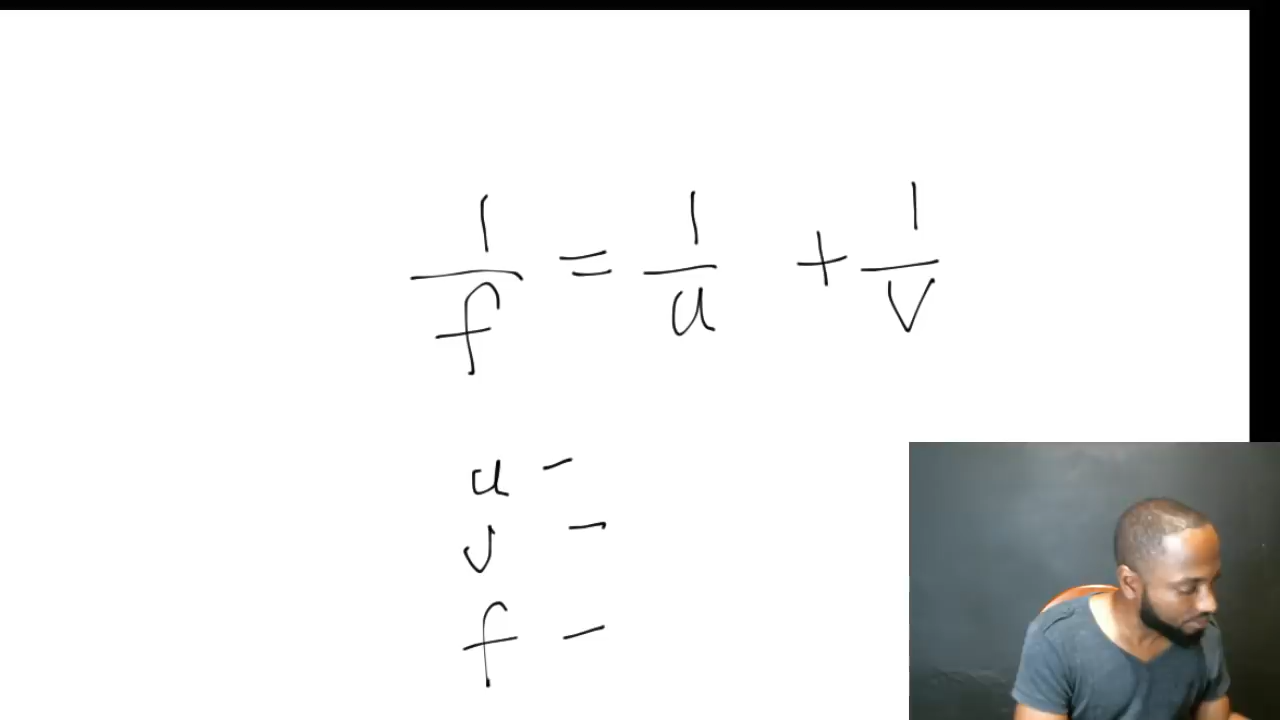 1/f = 1/u + 1/v
u -
v -
f -